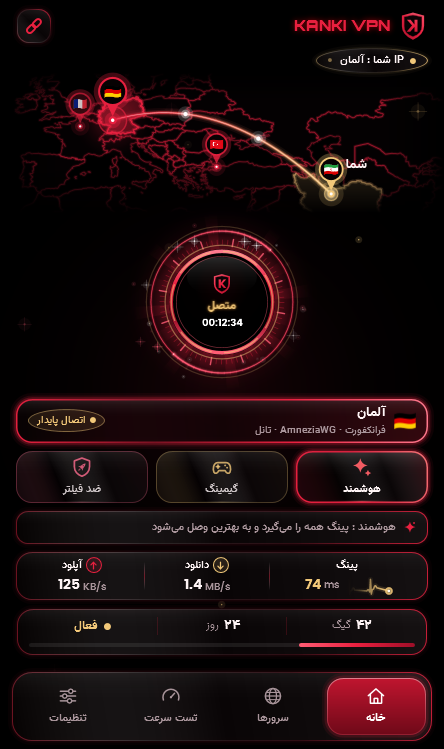 KANKI VPN
IP شما : آلمان
شما
متصل
00:12:34
آلمان
فرانکفورت · AmneziaWG · تانل
اتصال پایدار
هوشمند
گیمینگ
ضد فیلتر
هوشمند : پینگ همه را می‌گیرد و به بهترین وصل می‌شود
پینگ
74 ms
دانلود
1.4 MB/s
آپلود
125 KB/s
۴۲ گیگ
۲۴ روز
فعال
خانه
سرورها
تست سرعت
تنظیمات